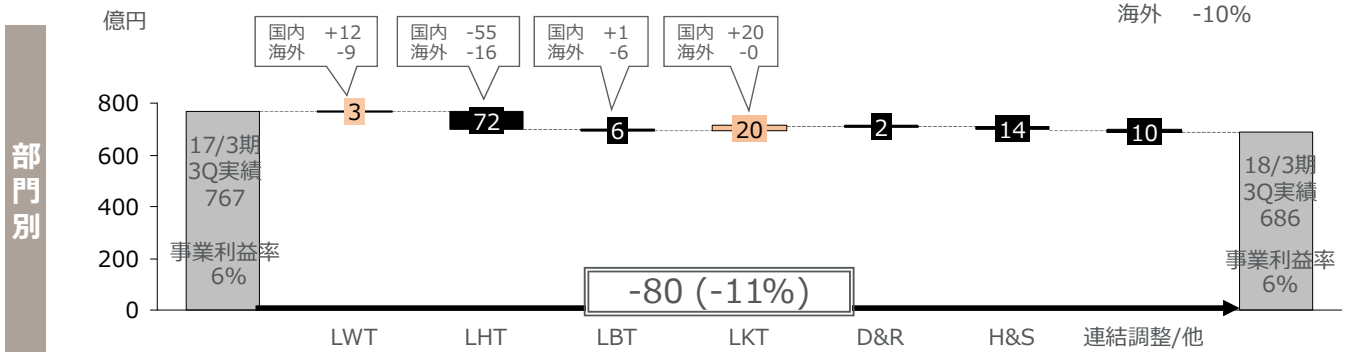 海外 -10%
億円
国内 +12
海外 -9
国内 -55
海外 -16
国内 +1
海外 -6
国内 +20
海外 -0
部門別
800
600
400
200
0
17/3期
3Q実績
767
事業利益率
6%
3
72
6
20
2
14
10
18/3期
3Q実績
686
事業利益率
6%
-80 (-11%)
LWT
LHT
LBT
LKT
D&R
H&S
連結調整/他